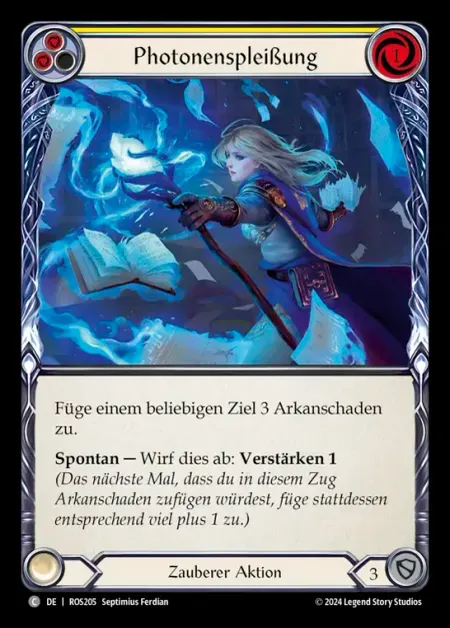 Photonenspleißung
1
Füge einem beliebigen Ziel 3 Arkanschaden
zu.
Spontan — Wirf dies ab: Verstärken 1
(Das nächste Mal, dass du in diesem Zug
Arkanschaden zufügen würdest, füge stattdessen
entsprechend viel plus 1 zu.)
Zauberer Aktion
3
C DE | ROS205 Septimius Ferdian
© 2024 Legend Story Studios